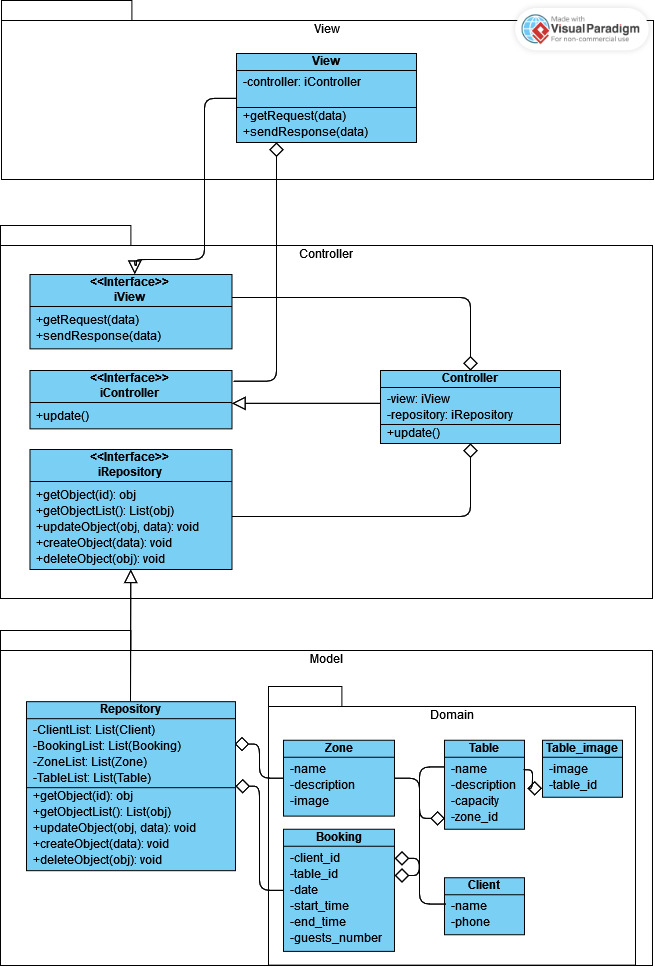 Made with
VisualParadigm
For non-commercial use
View
View
-controller: iController
+getRequest(data)
+sendResponse(data)
Controller
<<Interface>>
iView
+getRequest(data)
+sendResponse(data)
<<Interface>>
iController
+update()
Controller
-view: iView
-repository: iRepository
+update()
<<Interface>>
iRepository
+getObject(id): obj
+getObjectList(): List(obj)
+updateObject(obj, data): void
+createObject(data): void
+deleteObject(obj): void
Model
Repository
-ClientList: List(Client)
-BookingList: List(Booking)
-ZoneList: List(Zone)
-TableList: List(Table)
+getObject(id): obj
+getObjectList(): List(obj)
+updateObject(obj, data): void
+createObject(data): void
+deleteObject(obj): void
Domain
Zone
-name
-description
-image
Table
-name
-description
-capacity
-zone_id
Table_image
-image
-table_id
Booking
-client_id
-table_id
-date
-start_time
-end_time
-guests_number
Client
-name
-phone